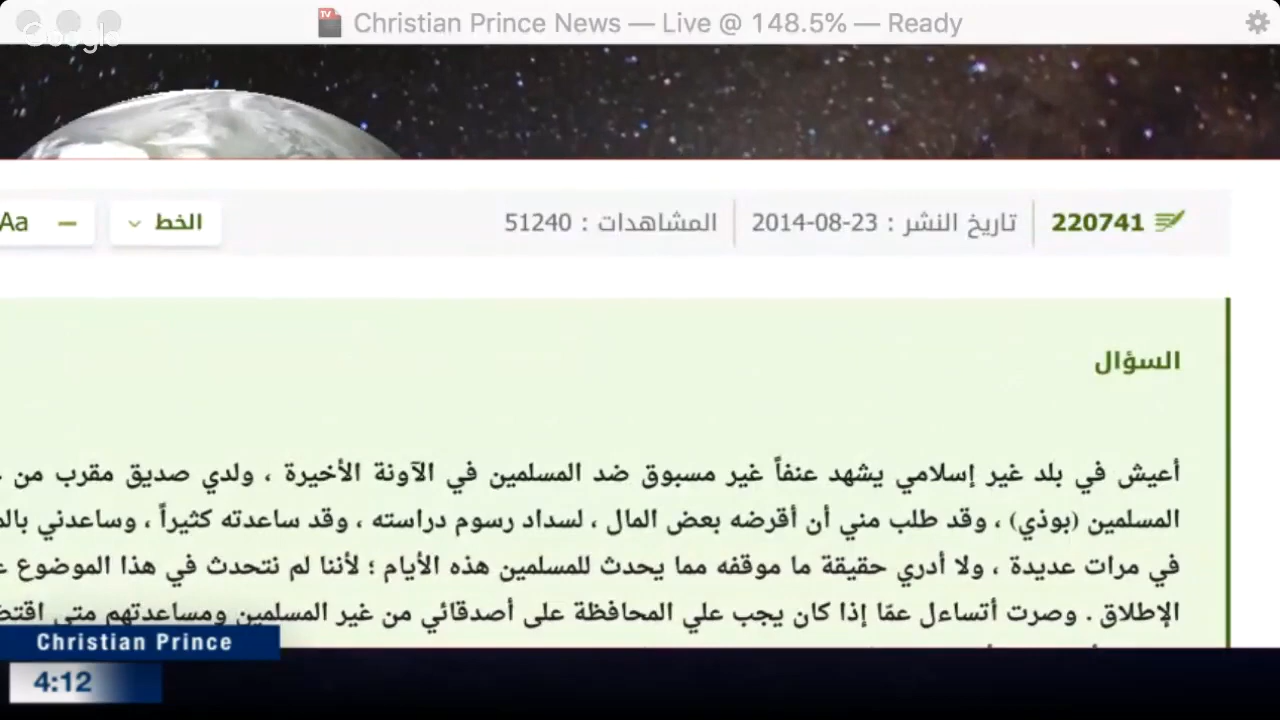 TV Christian Prince News — Live @ 148.5% — Ready
Google
220741 تاريخ النشر : 23-08-2014 المشاهدات : 51240 الخط — Aa
السؤال
أعيش في بلد غير إسلامي يشهد عنفاً غير مسبوق ضد المسلمين في الآونة الأخيرة ، ولدي صديق مقرب من
المسلمين (بوذي) ، وقد طلب مني أن أقرضه بعض المال ، لسداد رسوم دراسته ، وقد ساعدته كثيراً ، وساعدني
في مرات عديدة ، ولا أدري حقيقة ما موقفه مما يحدث للمسلمين هذه الأيام ؛ لأننا لم نتحدث في هذا الموضوع
الإطلاق . وصرت أتساءل عمّا إذا كان يجب علي المحافظة على أصدقائي من غير المسلمين ومساعدتهم متى
Christian Prince
4:12